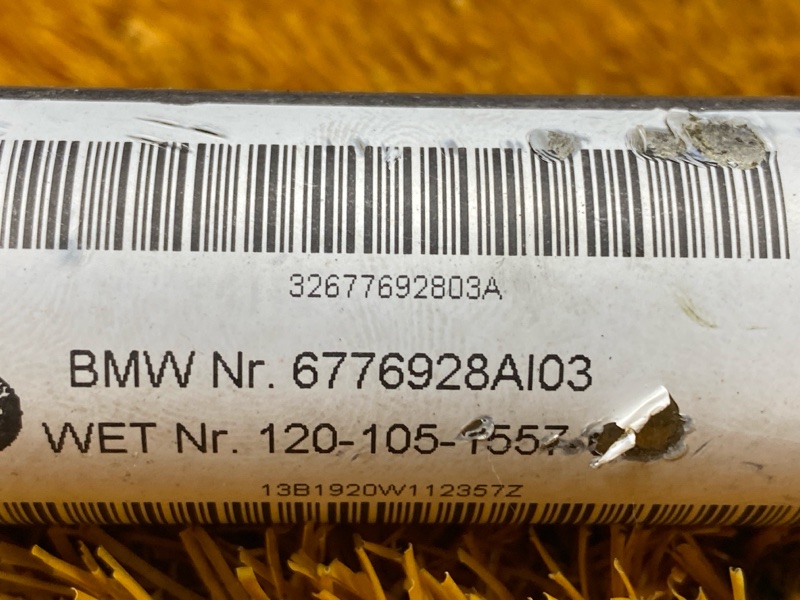 32677692803A
BMW Nr. 6776928AI03
WET Nr. 120-105-1557
13B1920W112357Z